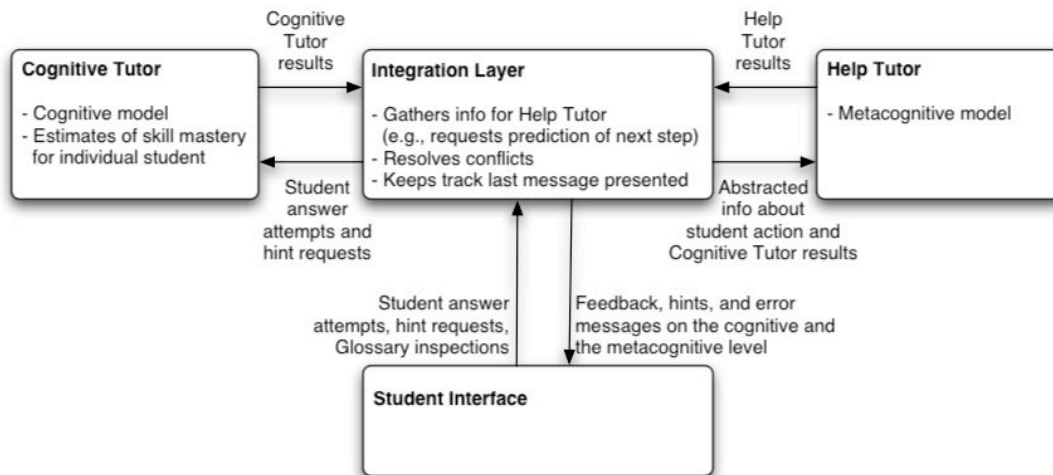 Cognitive
Tutor
results
Help
Tutor
results
Cognitive Tutor
- Cognitive model
- Estimates of skill mastery
for individual student
Integration Layer
- Gathers info for Help Tutor
(e.g., requests prediction of next step)
- Resolves conflicts
- Keeps track last message presented
Help Tutor
- Metacognitive model
Student
answer
attempts and
hint requests
Abstracted
info about
student action and
Cognitive Tutor results
Student answer
attempts, hint requests,
Glossary inspections
Feedback, hints, and error
messages on the cognitive and
the metacognitive level
Student Interface